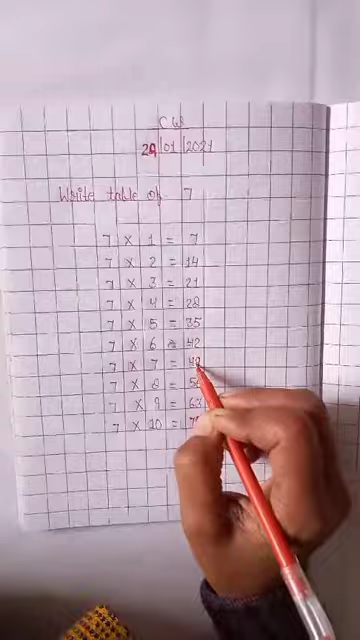 C W
29/01/2021
Write table of 7
7 x 1 = 7
7 x 2 = 14
7 x 3 = 21
7 x 4 = 28
7 x 5 = 35
7 x 6 = 42
7 x 7 =
7 x 8 =
7 x 9 = 63
7 x 10 =